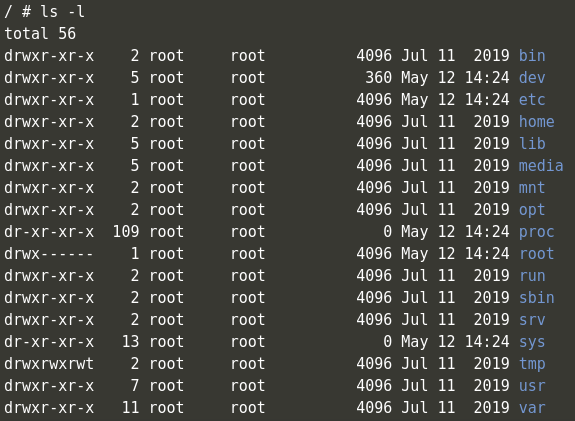 / # ls -l
total 56
drwxr-xr-x    2 root     root          4096 Jul 11  2019 bin
drwxr-xr-x    5 root     root           360 May 12 14:24 dev
drwxr-xr-x    1 root     root          4096 May 12 14:24 etc
drwxr-xr-x    2 root     root          4096 Jul 11  2019 home
drwxr-xr-x    5 root     root          4096 Jul 11  2019 lib
drwxr-xr-x    5 root     root          4096 Jul 11  2019 media
drwxr-xr-x    2 root     root          4096 Jul 11  2019 mnt
drwxr-xr-x    2 root     root          4096 Jul 11  2019 opt
dr-xr-xr-x  109 root     root             0 May 12 14:24 proc
drwx------    1 root     root          4096 May 12 14:24 root
drwxr-xr-x    2 root     root          4096 Jul 11  2019 run
drwxr-xr-x    2 root     root          4096 Jul 11  2019 sbin
drwxr-xr-x    2 root     root          4096 Jul 11  2019 srv
dr-xr-xr-x   13 root     root             0 May 12 14:24 sys
drwxrwxrwt    2 root     root          4096 Jul 11  2019 tmp
drwxr-xr-x    7 root     root          4096 Jul 11  2019 usr
drwxr-xr-x   11 root     root          4096 Jul 11  2019 var